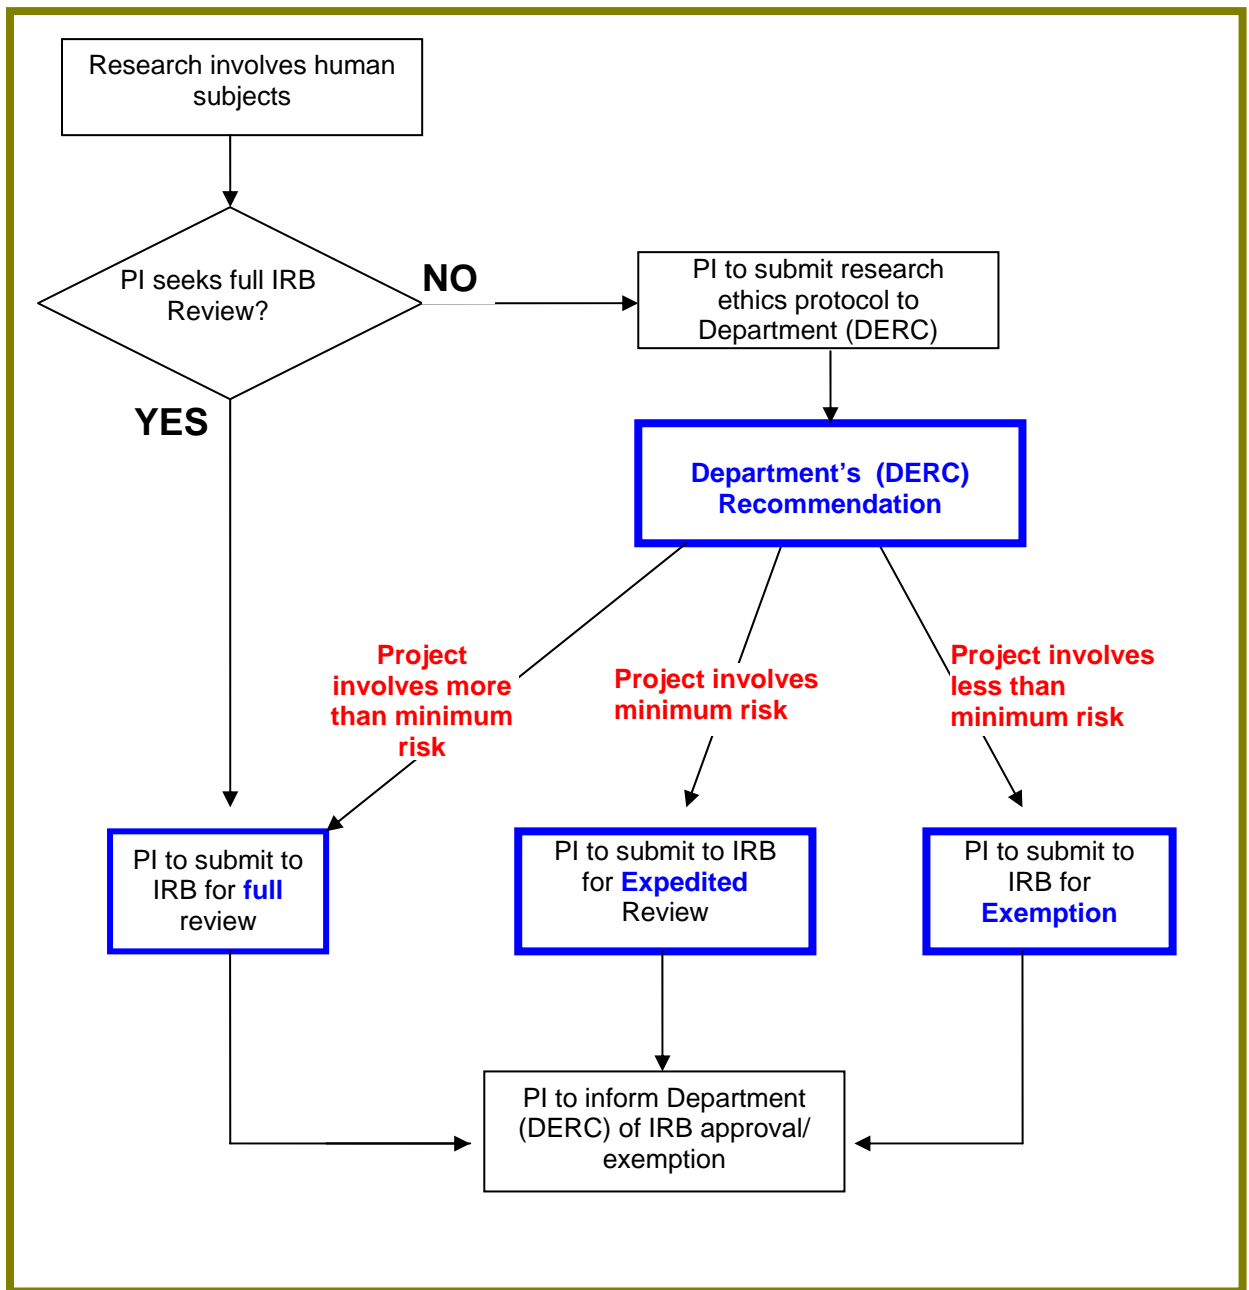 Research involves human
subjects
PI seeks full IRB
Review?
NO
PI to submit research
ethics protocol to
Department (DERC)
YES
Department's (DERC)
Recommendation
Project
involves more
than minimum
risk
Project involves
minimum risk
Project involves
less than
minimum risk
PI to submit to
IRB for full
review
PI to submit to IRB
for Expedited
Review
PI to submit to
IRB for
Exemption
PI to inform Department
(DERC) of IRB approval/
exemption